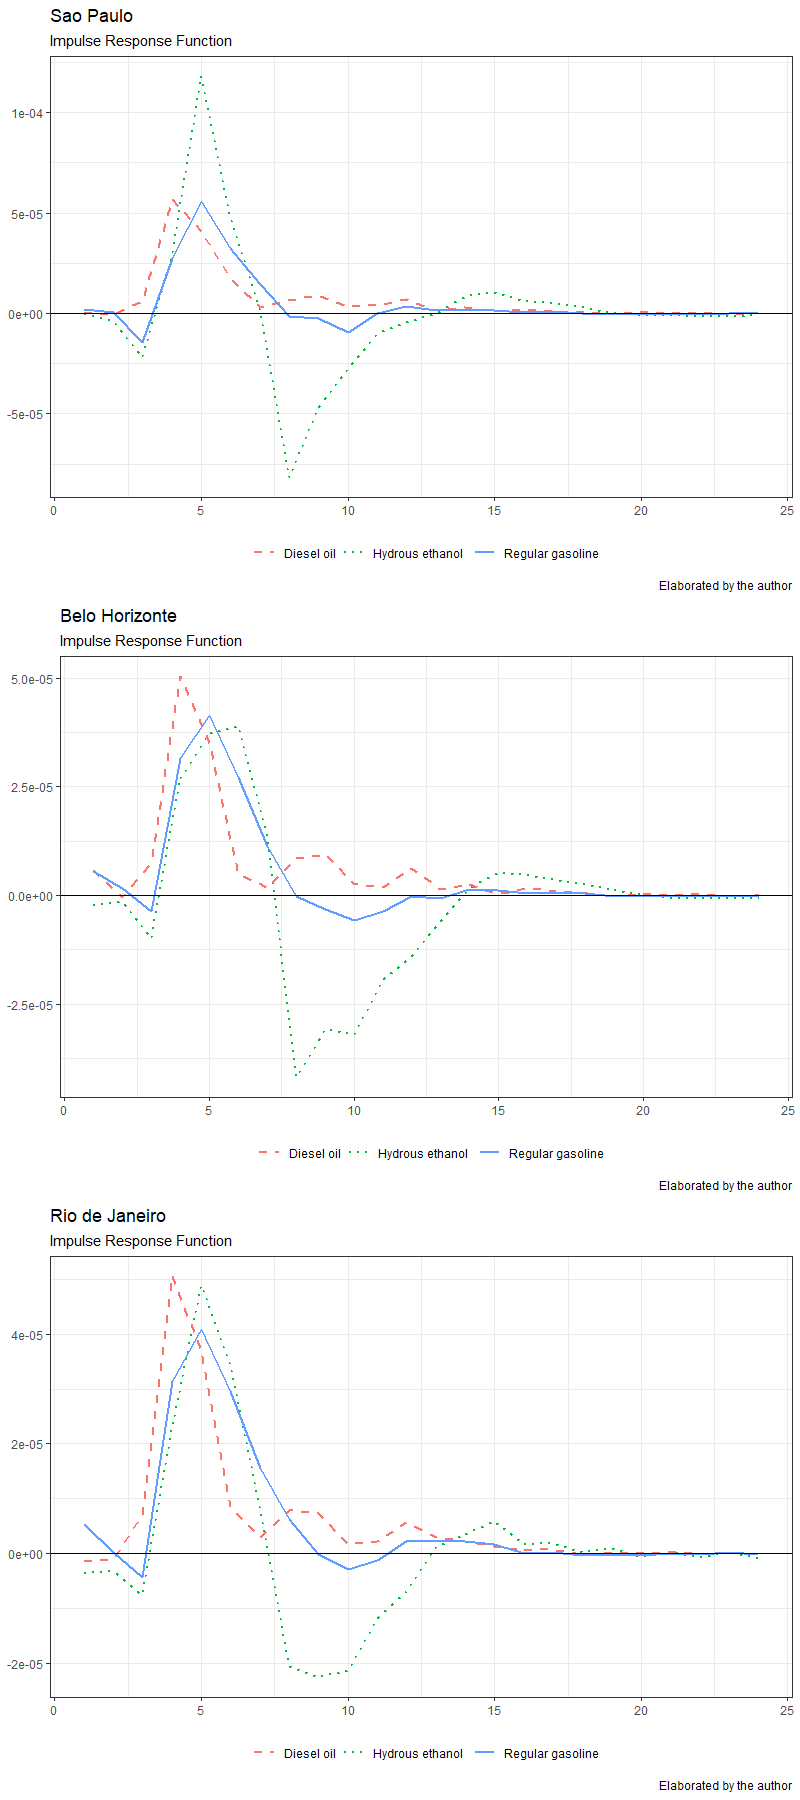 Sao Paulo
Impulse Response Function
1e-04
5e-05
0e+00
-5e-05
0 5 10 15 20 25
Diesel oil Hydrous ethanol Regular gasoline
Elaborated by the author
Belo Horizonte
Impulse Response Function
5.0e-05
2.5e-05
0.0e+00
-2.5e-05
0 5 10 15 20 25
Diesel oil Hydrous ethanol Regular gasoline
Elaborated by the author
Rio de Janeiro
Impulse Response Function
4e-05
2e-05
0e+00
-2e-05
0 5 10 15 20 25
Diesel oil Hydrous ethanol Regular gasoline
Elaborated by the author